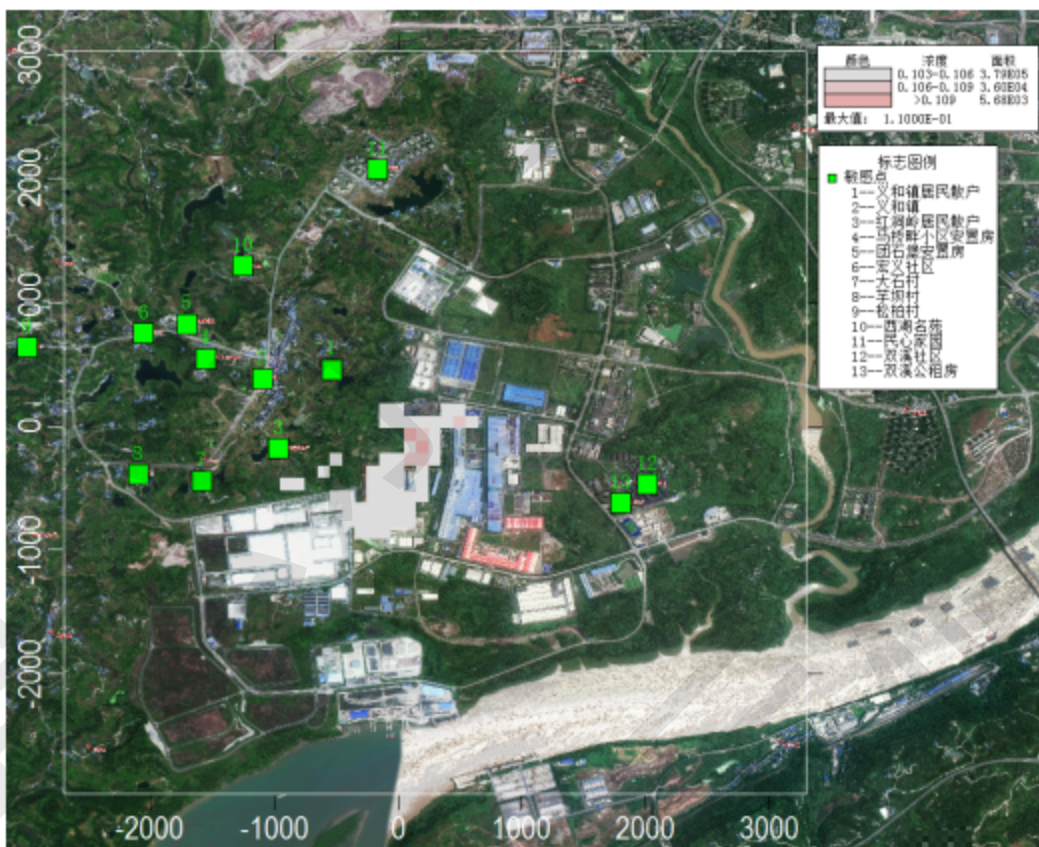 3000
2000
1000
0
-1000
-2000
-2000 -1000 0 1000 2000 3000
颜色 浓度 面积
0.103-0.106 3.79E05
0.106-0.109 3.60E04
>0.109 5.68E03
最大值: 1.1000E-01
标志图例
敏感点
1--义和镇居民散户
2--义和镇
3--红洞岭居民散户
4--马桥畔小区安置房
5--团石堡安置房
6--宏义社区
7--大石村
8--芊坝村
9--松柏村
10--西湖名苑
11--民心家园
12--双溪社区
13--双溪公租房
11
10
5
6
1
3
8
7
12
13